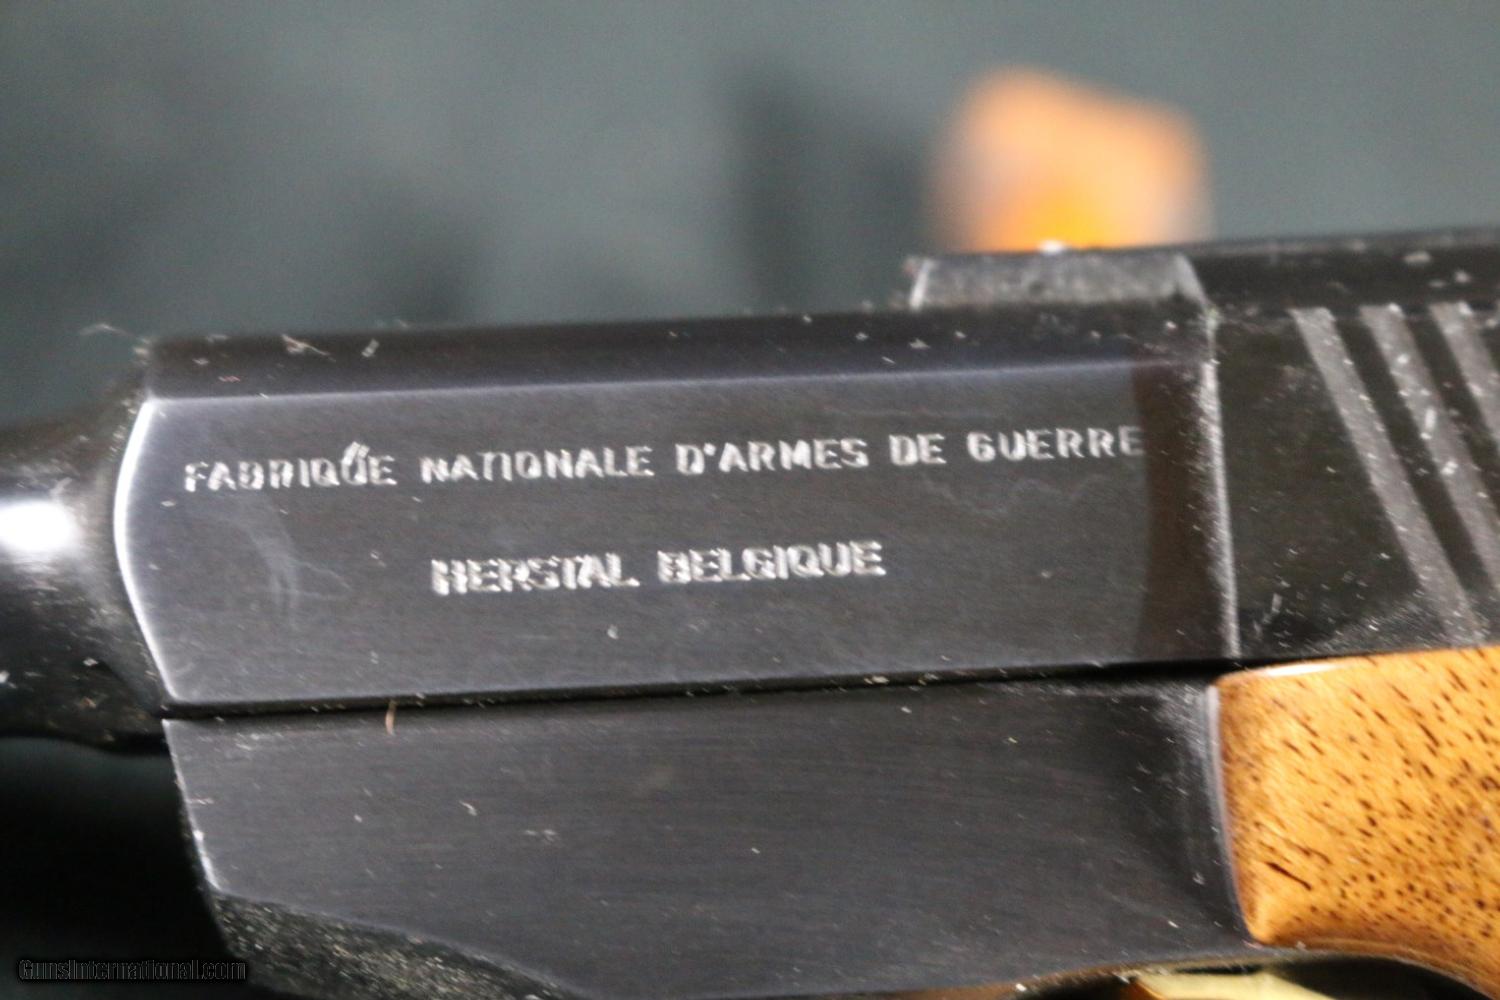 FABRIQUE NATIONALE D'ARMES DE GUERRE
HERSTAL BELGIQUE
GunsInternational.com